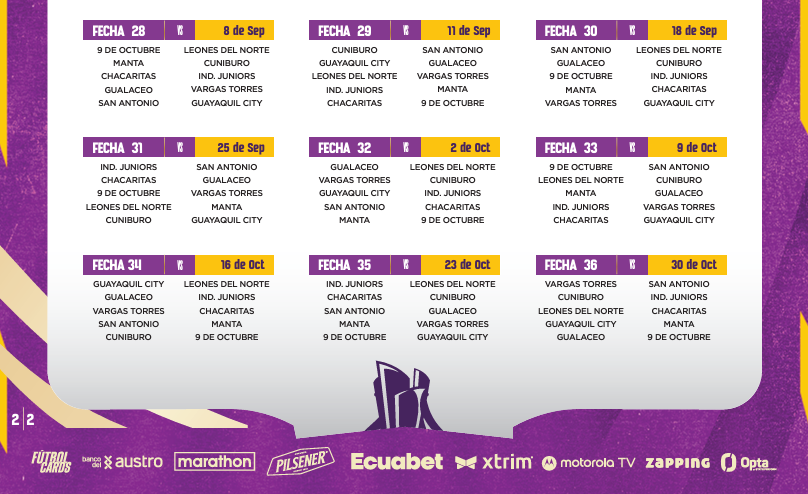 FECHA 28 VS 8 de Sep
9 DE OCTUBRE LEONES DEL NORTE
MANTA CUNIBURO
CHACARITAS IND. JUNIORS
GUALACEO VARGAS TORRES
SAN ANTONIO GUAYAQUIL CITY
FECHA 29 VS 11 de Sep
CUNIBURO SAN ANTONIO
GUAYAQUIL CITY GUALACEO
LEONES DEL NORTE VARGAS TORRES
IND. JUNIORS MANTA
CHACARITAS 9 DE OCTUBRE
FECHA 30 VS 18 de Sep
SAN ANTONIO LEONES DEL NORTE
GUALACEO CUNIBURO
9 DE OCTUBRE IND. JUNIORS
MANTA CHACARITAS
VARGAS TORRES GUAYAQUIL CITY
FECHA 31 VS 25 de Sep
IND. JUNIORS SAN ANTONIO
CHACARITAS GUALACEO
9 DE OCTUBRE VARGAS TORRES
LEONES DEL NORTE MANTA
CUNIBURO GUAYAQUIL CITY
FECHA 32 VS 2 de Oct
GUALACEO LEONES DEL NORTE
VARGAS TORRES CUNIBURO
GUAYAQUIL CITY IND. JUNIORS
SAN ANTONIO CHACARITAS
MANTA 9 DE OCTUBRE
FECHA 33 VS 9 de Oct
9 DE OCTUBRE SAN ANTONIO
LEONES DEL NORTE CUNIBURO
MANTA GUALACEO
IND. JUNIORS VARGAS TORRES
CHACARITAS GUAYAQUIL CITY
FECHA 34 VS 16 de Oct
GUAYAQUIL CITY LEONES DEL NORTE
GUALACEO IND. JUNIORS
VARGAS TORRES CHACARITAS
SAN ANTONIO MANTA
CUNIBURO 9 DE OCTUBRE
FECHA 35 VS 23 de Oct
IND. JUNIORS LEONES DEL NORTE
CHACARITAS CUNIBURO
SAN ANTONIO GUALACEO
MANTA VARGAS TORRES
9 DE OCTUBRE GUAYAQUIL CITY
FECHA 36 VS 30 de Oct
VARGAS TORRES SAN ANTONIO
CUNIBURO IND. JUNIORS
LEONES DEL NORTE CHACARITAS
GUAYAQUIL CITY MANTA
GUALACEO 9 DE OCTUBRE
2 | 2
FÚTBOL CARDS
banco del austro
marathon
PILSENER
Ecuabet
xtrim
motorola TV
zapping
Opta